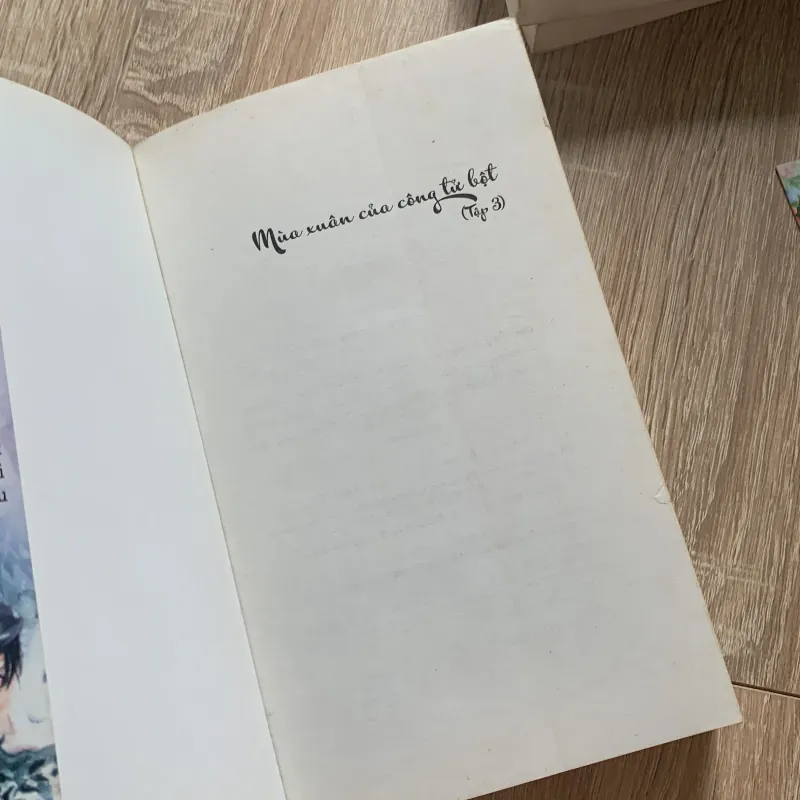 Mùa xuân của công tử bột
(Tập 3)